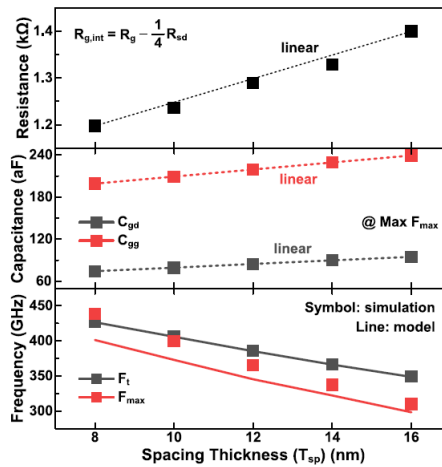 Resistance (kΩ)
1.4
1.3
1.2
R_g,int = R_g − 1/4 R_sd
linear
Capacitance (aF)
240
180
120
60
linear
C_gd
C_gg
linear
@ Max F_max
Frequency (GHz)
450
400
350
300
Symbol: simulation
Line: model
F_t
F_max
8 10 12 14 16
Spacing Thickness (T_sp) (nm)